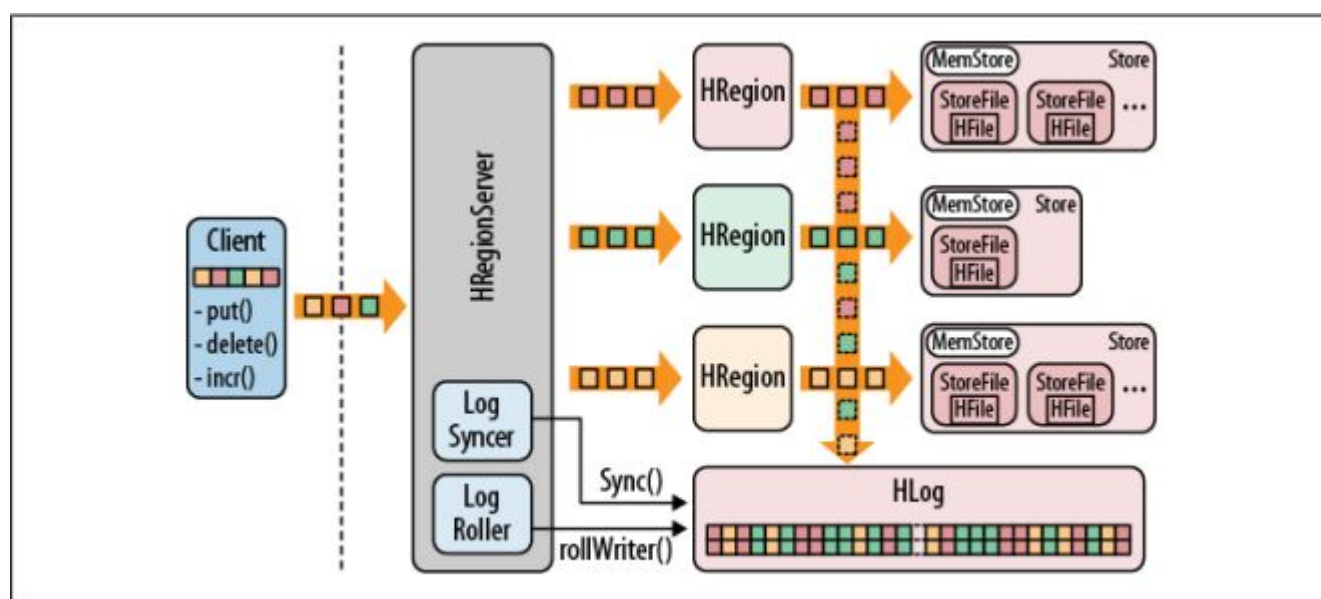 Client
- put()
- delete()
- incr()
HRegionServer
Log
Syncer
Log
Roller
Sync()
rollWriter()
HRegion
MemStore Store
StoreFile StoreFile ...
HFile HFile
HRegion
MemStore Store
StoreFile
HFile
HRegion
MemStore Store
StoreFile StoreFile ...
HFile HFile
HLog